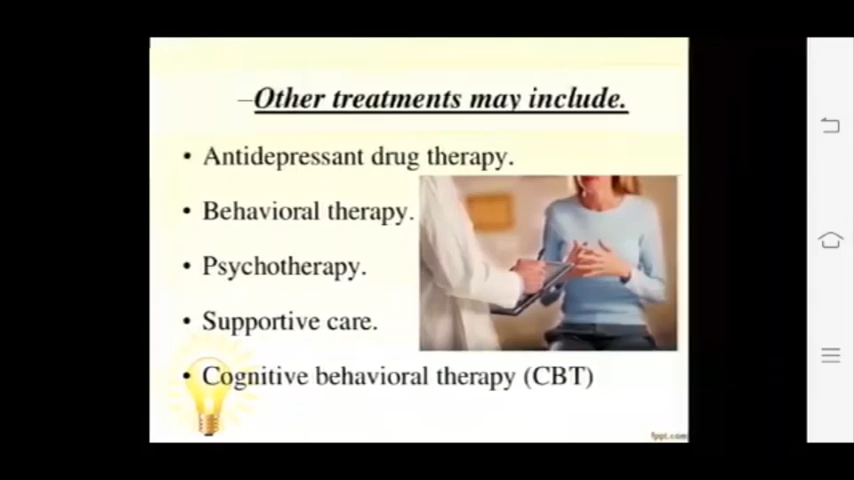 –Other treatments may include.
• Antidepressant drug therapy.
• Behavioral therapy.
• Psychotherapy.
• Supportive care.
• Cognitive behavioral therapy (CBT)
fppt.com